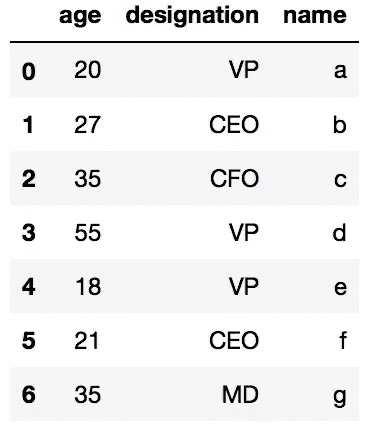 age designation name
0 20 VP a
1 27 CEO b
2 35 CFO c
3 55 VP d
4 18 VP e
5 21 CEO f
6 35 MD g